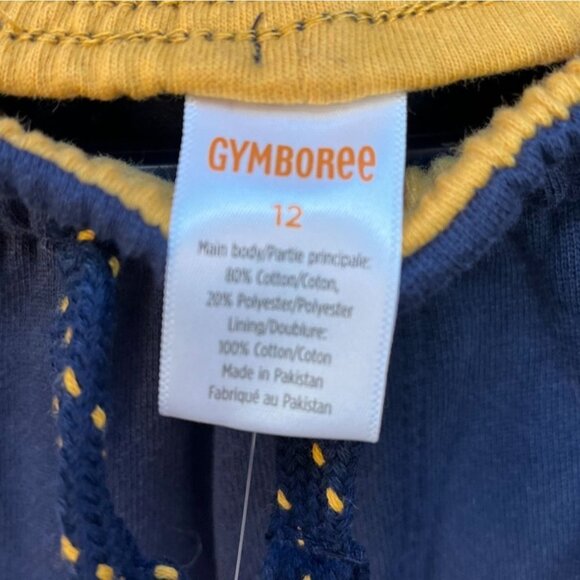 GYMBOREe
12
Main body/Partie principale:
80% Cotton/Coton,
20% Polyester/Polyester
Lining/Doublure:
100% Cotton/Coton
Made in Pakistan
Fabriqué au Pakistan